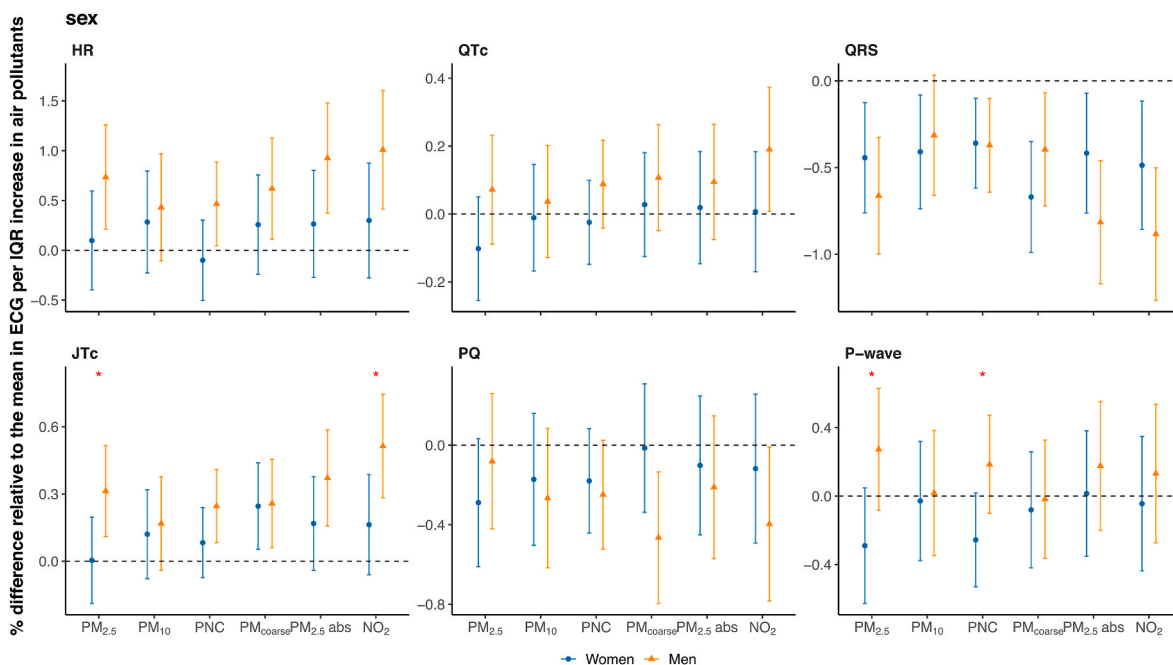 sex
% difference relative to the mean in ECG per IQR increase in air pollutants
HR
1.5
1.0
0.5
0.0
−0.5
QTc
0.4
0.2
0.0
−0.2
QRS
0.0
−0.5
−1.0
JTc
*
*
0.6
0.3
0.0
PM2.5 PM10 PNC PMcoarse PM2.5 abs NO2
PQ
0.0
−0.4
−0.8
PM2.5 PM10 PNC PMcoarse PM2.5 abs NO2
P−wave
*
*
0.4
0.0
−0.4
PM2.5 PM10 PNC PMcoarse PM2.5 abs NO2
Women Men